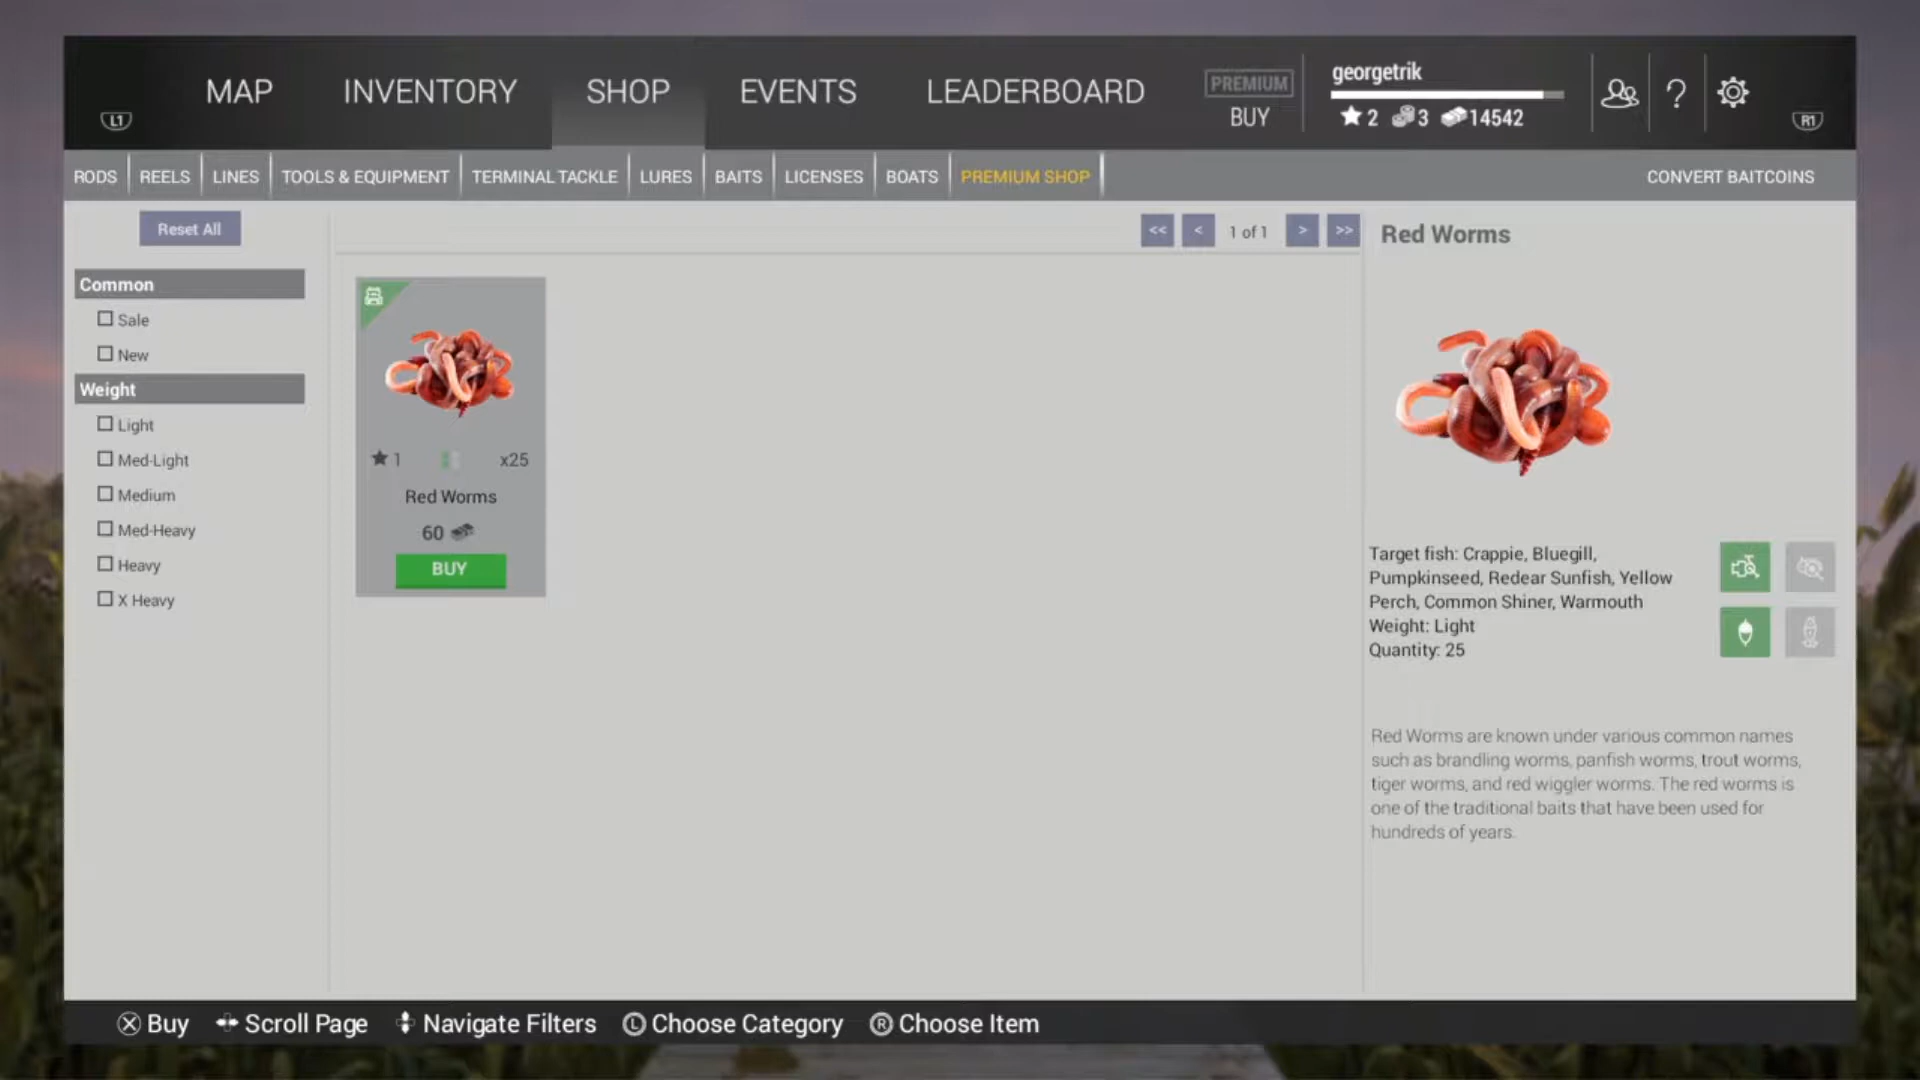 MAP INVENTORY SHOP EVENTS LEADERBOARD
PREMIUM
BUY
georgetrik
2 3 14542
L1
R1
RODS REELS LINES TOOLS & EQUIPMENT TERMINAL TACKLE LURES BAITS LICENSES BOATS PREMIUM SHOP CONVERT BAITCOINS
Reset All
Common
Sale
New
Weight
Light
Med-Light
Medium
Med-Heavy
Heavy
X Heavy
<< < 1 of 1 > >>
1 x25
Red Worms
60
BUY
Red Worms
Target fish: Crappie, Bluegill,
Pumpkinseed, Redear Sunfish, Yellow
Perch, Common Shiner, Warmouth
Weight: Light
Quantity: 25
Red Worms are known under various common names
such as brandling worms, panfish worms, trout worms,
tiger worms, and red wiggler worms. The red worms is
one of the traditional baits that have been used for
hundreds of years.
Buy Scroll Page Navigate Filters L Choose Category R Choose Item